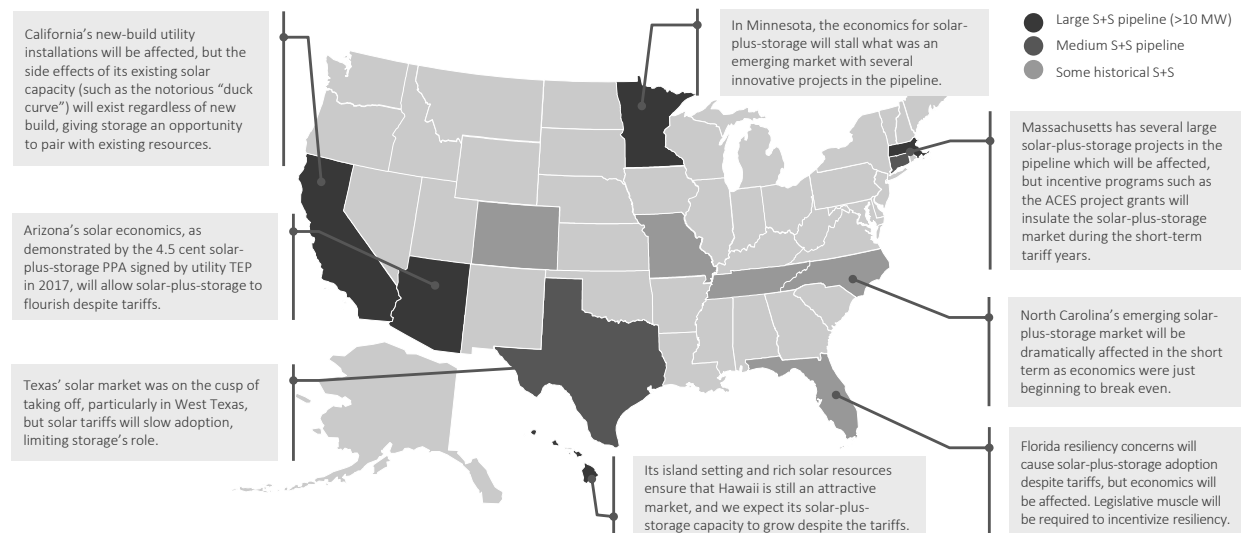 California's new-build utility
installations will be affected, but the
side effects of its existing solar
capacity (such as the notorious “duck
curve”) will exist regardless of new
build, giving storage an opportunity
to pair with existing resources.
Arizona's solar economics, as
demonstrated by the 4.5 cent solar-
plus-storage PPA signed by utility TEP
in 2017, will allow solar-plus-storage to
flourish despite tariffs.
Texas' solar market was on the cusp of
taking off, particularly in West Texas,
but solar tariffs will slow adoption,
limiting storage's role.
In Minnesota, the economics for solar-
plus-storage will stall what was an
emerging market with several
innovative projects in the pipeline.
Its island setting and rich solar resources
ensure that Hawaii is still an attractive
market, and we expect its solar-plus-
storage capacity to grow despite the tariffs.
Large S+S pipeline (>10 MW)
Medium S+S pipeline
Some historical S+S
Massachusetts has several large
solar-plus-storage projects in the
pipeline which will be affected,
but incentive programs such as
the ACES project grants will
insulate the solar-plus-storage
market during the short-term
tariff years.
North Carolina's emerging solar-
plus-storage market will be
dramatically affected in the short
term as economics were just
beginning to break even.
Florida resiliency concerns will
cause solar-plus-storage adoption
despite tariffs, but economics will
be affected. Legislative muscle will
be required to incentivize resiliency.